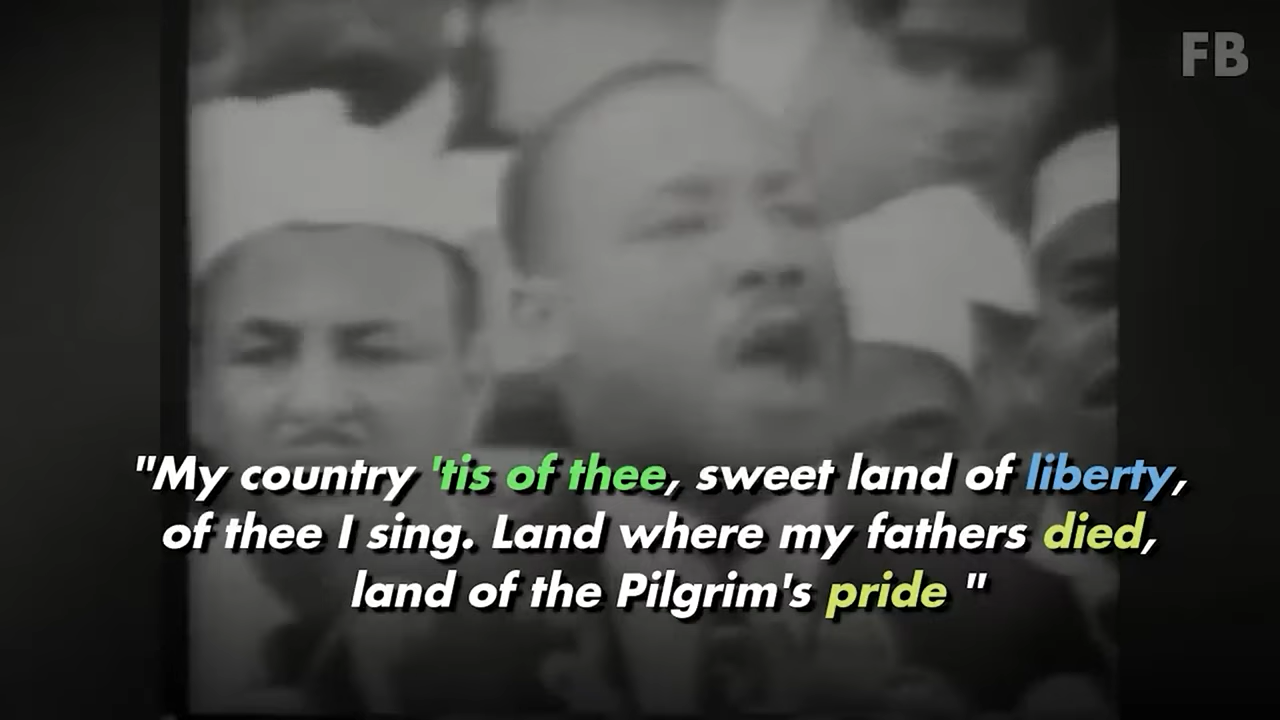 FB
"My country 'tis of thee, sweet land of liberty,
of thee I sing. Land where my fathers died,
land of the Pilgrim's pride "